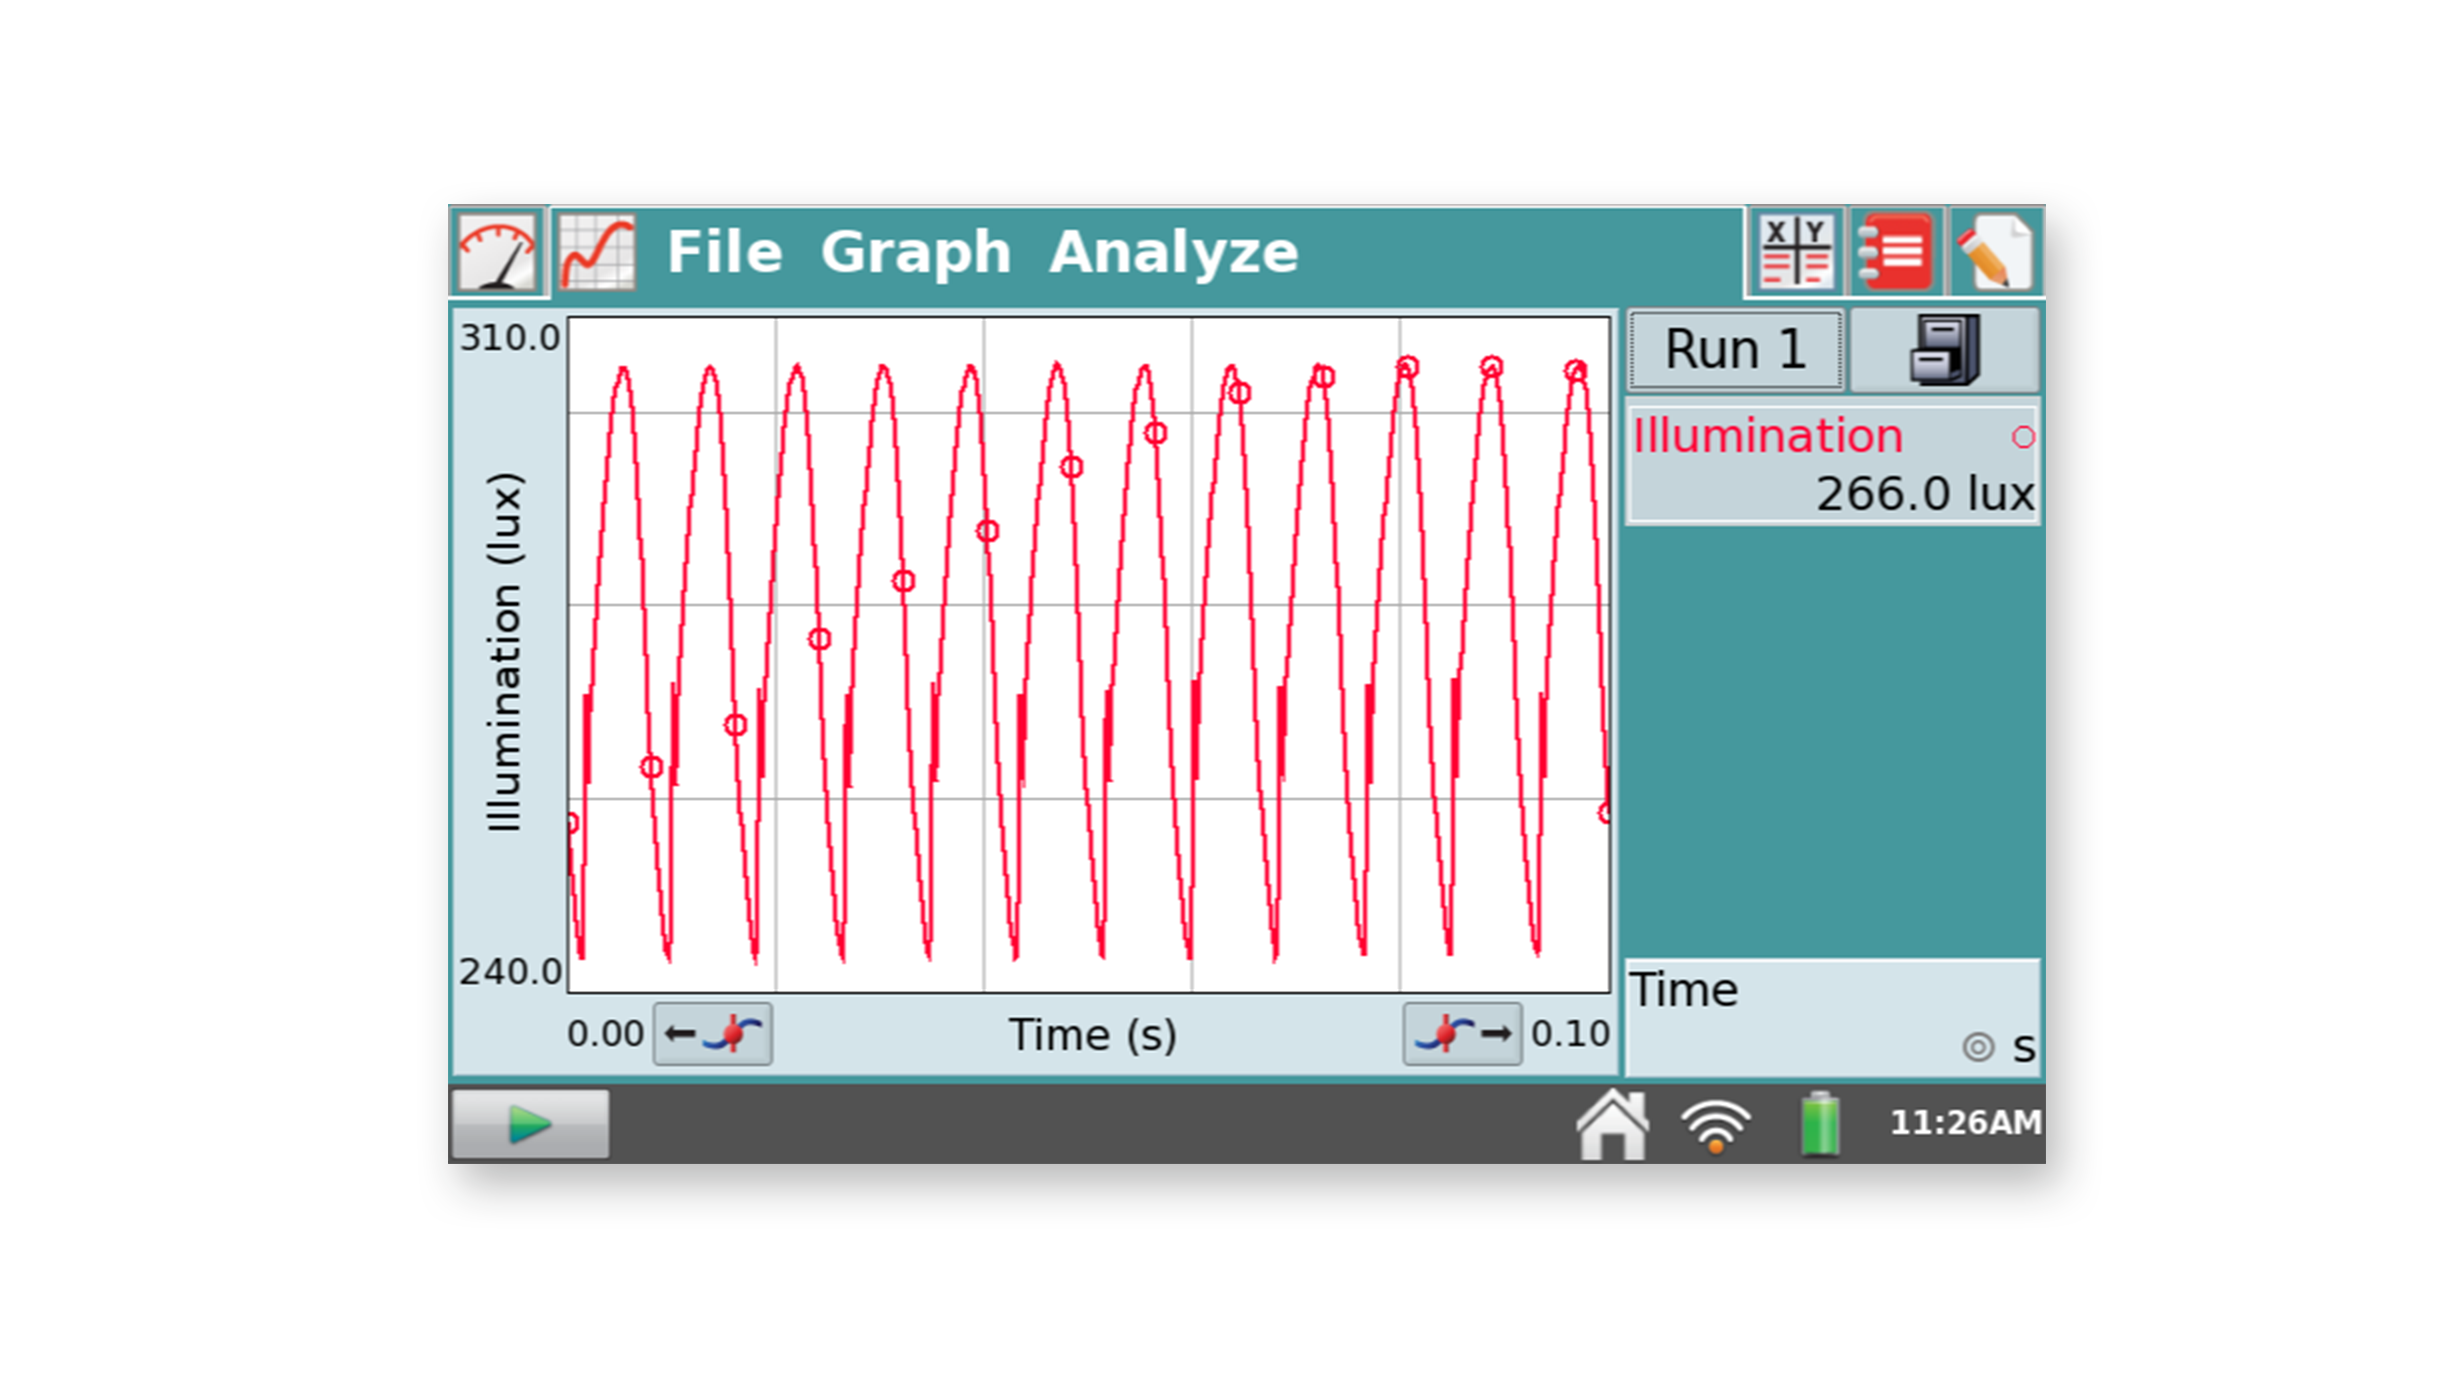 File Graph Analyze
X Y
310.0
Run 1
Illumination
266.0 lux
Illumination (lux)
240.0
0.00
Time (s)
0.10
Time
s
11:26AM